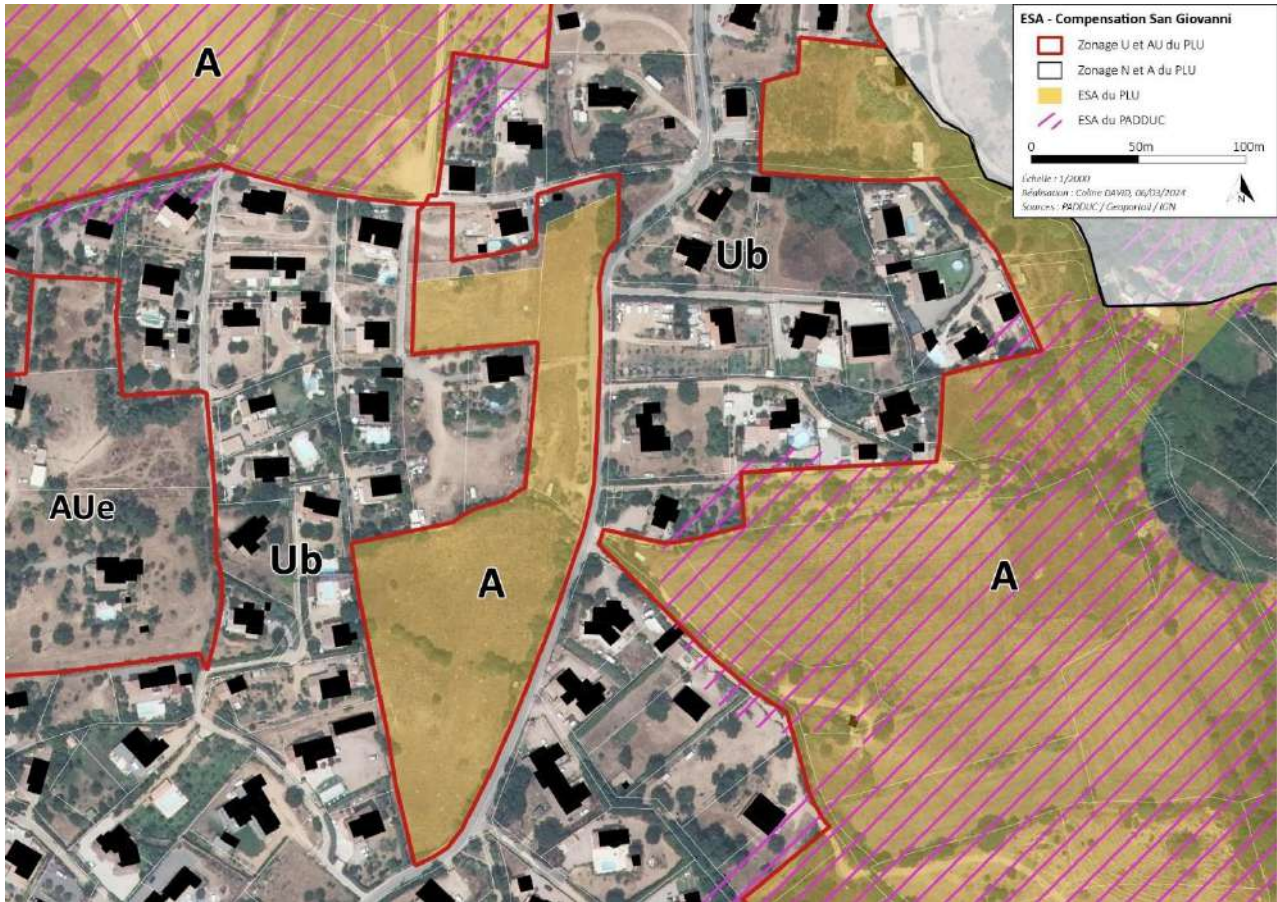 ESA - Compensation San Giovanni
Zonage U et AU du PLU
Zonage N et A du PLU
ESA du PLU
ESA du PADDUC
0 50m 100m
Échelle : 1/2000
Réalisation : Coline DAVID, 06/03/2024
Sources : PADDUC / Géoportail / IGN
N
A
Ub
AUe
Ub
A
A